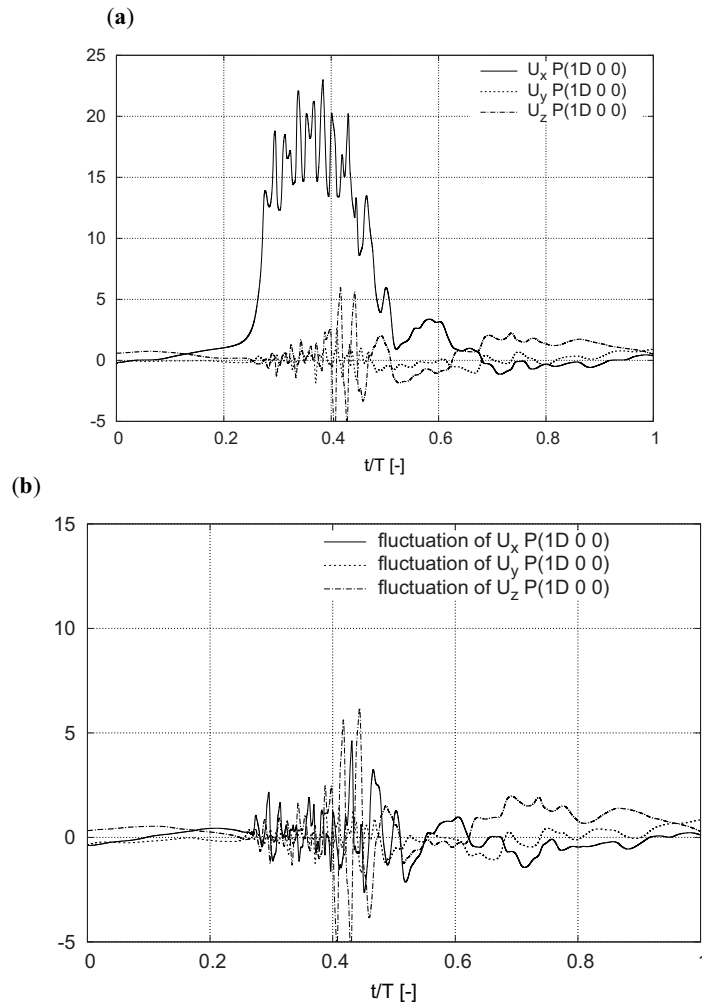 (a)
25
20
15
10
5
0
-5
U_x P(1D 0 0)
U_y P(1D 0 0)
U_z P(1D 0 0)
0 0.2 0.4 0.6 0.8 1
t/T [-]
(b)
15
10
5
0
-5
fluctuation of U_x P(1D 0 0)
fluctuation of U_y P(1D 0 0)
fluctuation of U_z P(1D 0 0)
0 0.2 0.4 0.6 0.8 1
t/T [-]